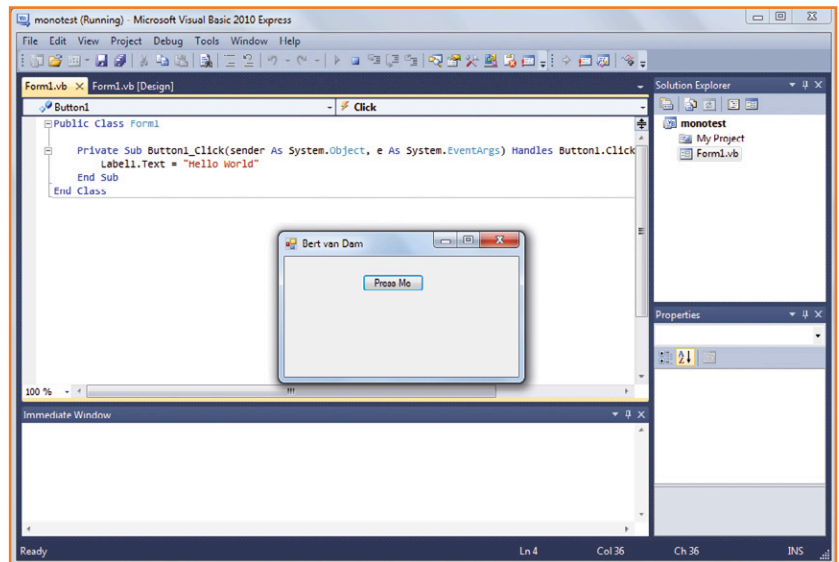 monotest (Running) - Microsoft Visual Basic 2010 Express
File Edit View Project Debug Tools Window Help
Form1.vb Form1.vb [Design]
Button1 Click
Public Class Form1
Private Sub Button1_Click(sender As System.Object, e As System.EventArgs) Handles Button1.Click
Label1.Text = "Hello World"
End Sub
End Class
Bert van Dam
Press Me
100 %
Immediate Window
Solution Explorer
monotest
My Project
Form1.vb
Properties
Ready Ln 4 Col 36 Ch 36 INS